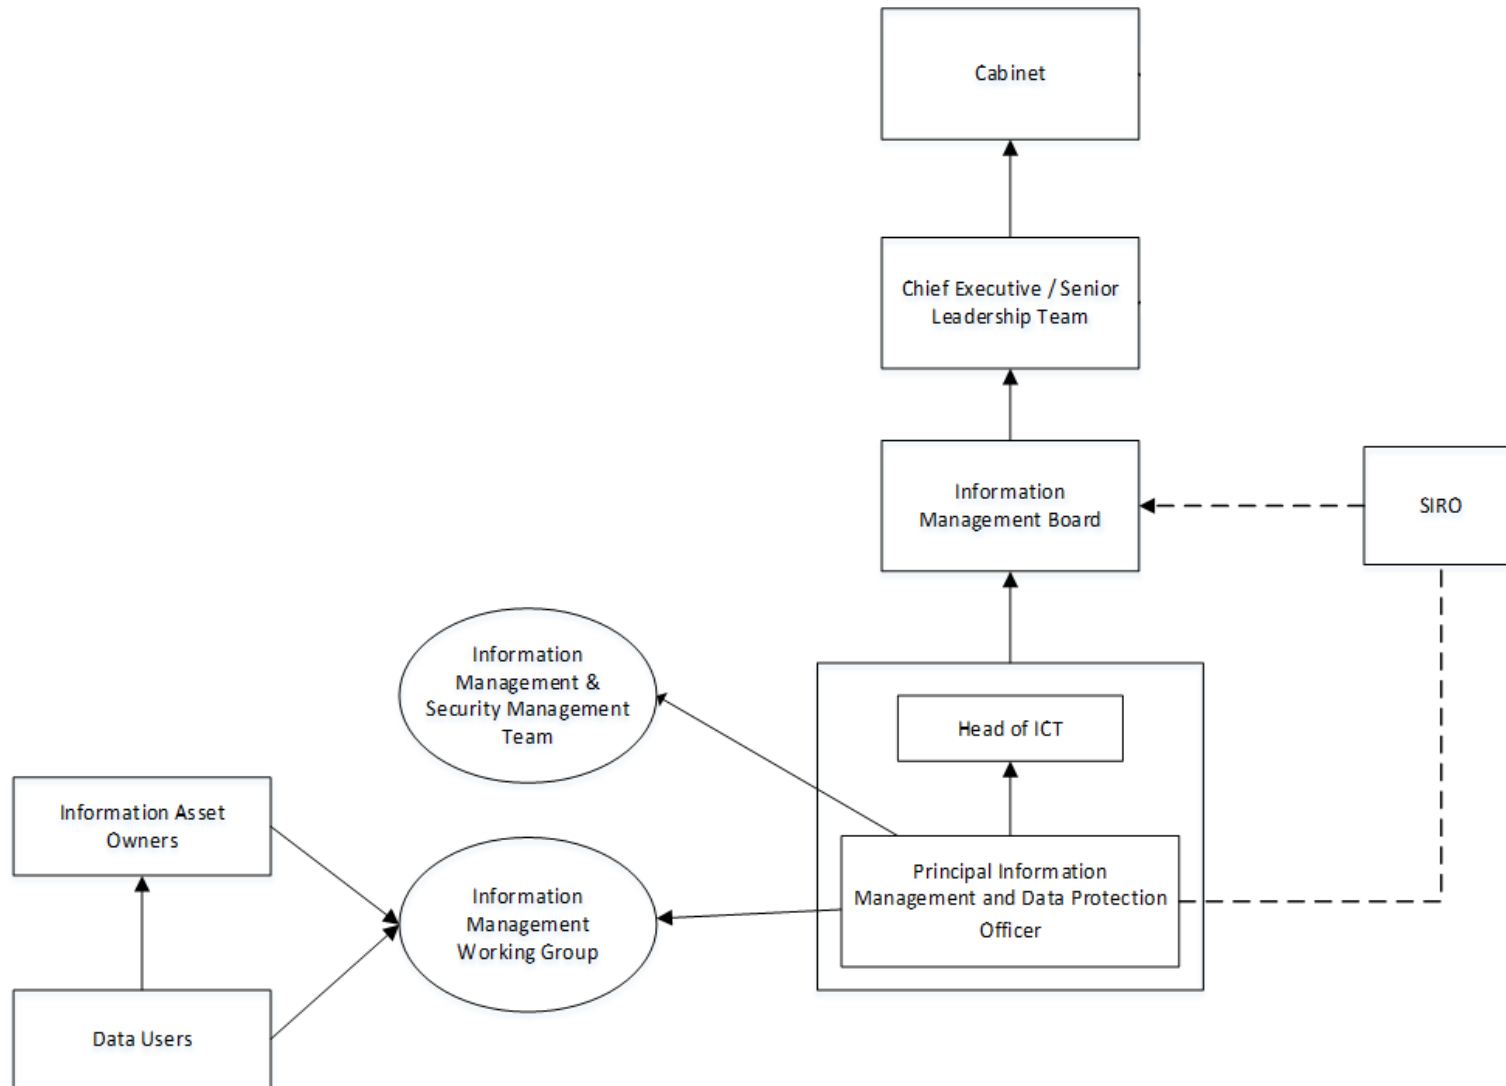 Cabinet
Chief Executive / Senior
Leadership Team
Information
Management Board
SIRO
Information
Management &
Security Management
Team
Head of ICT
Information Asset
Owners
Principal Information
Management and Data Protection
Officer
Information
Management
Working Group
Data Users